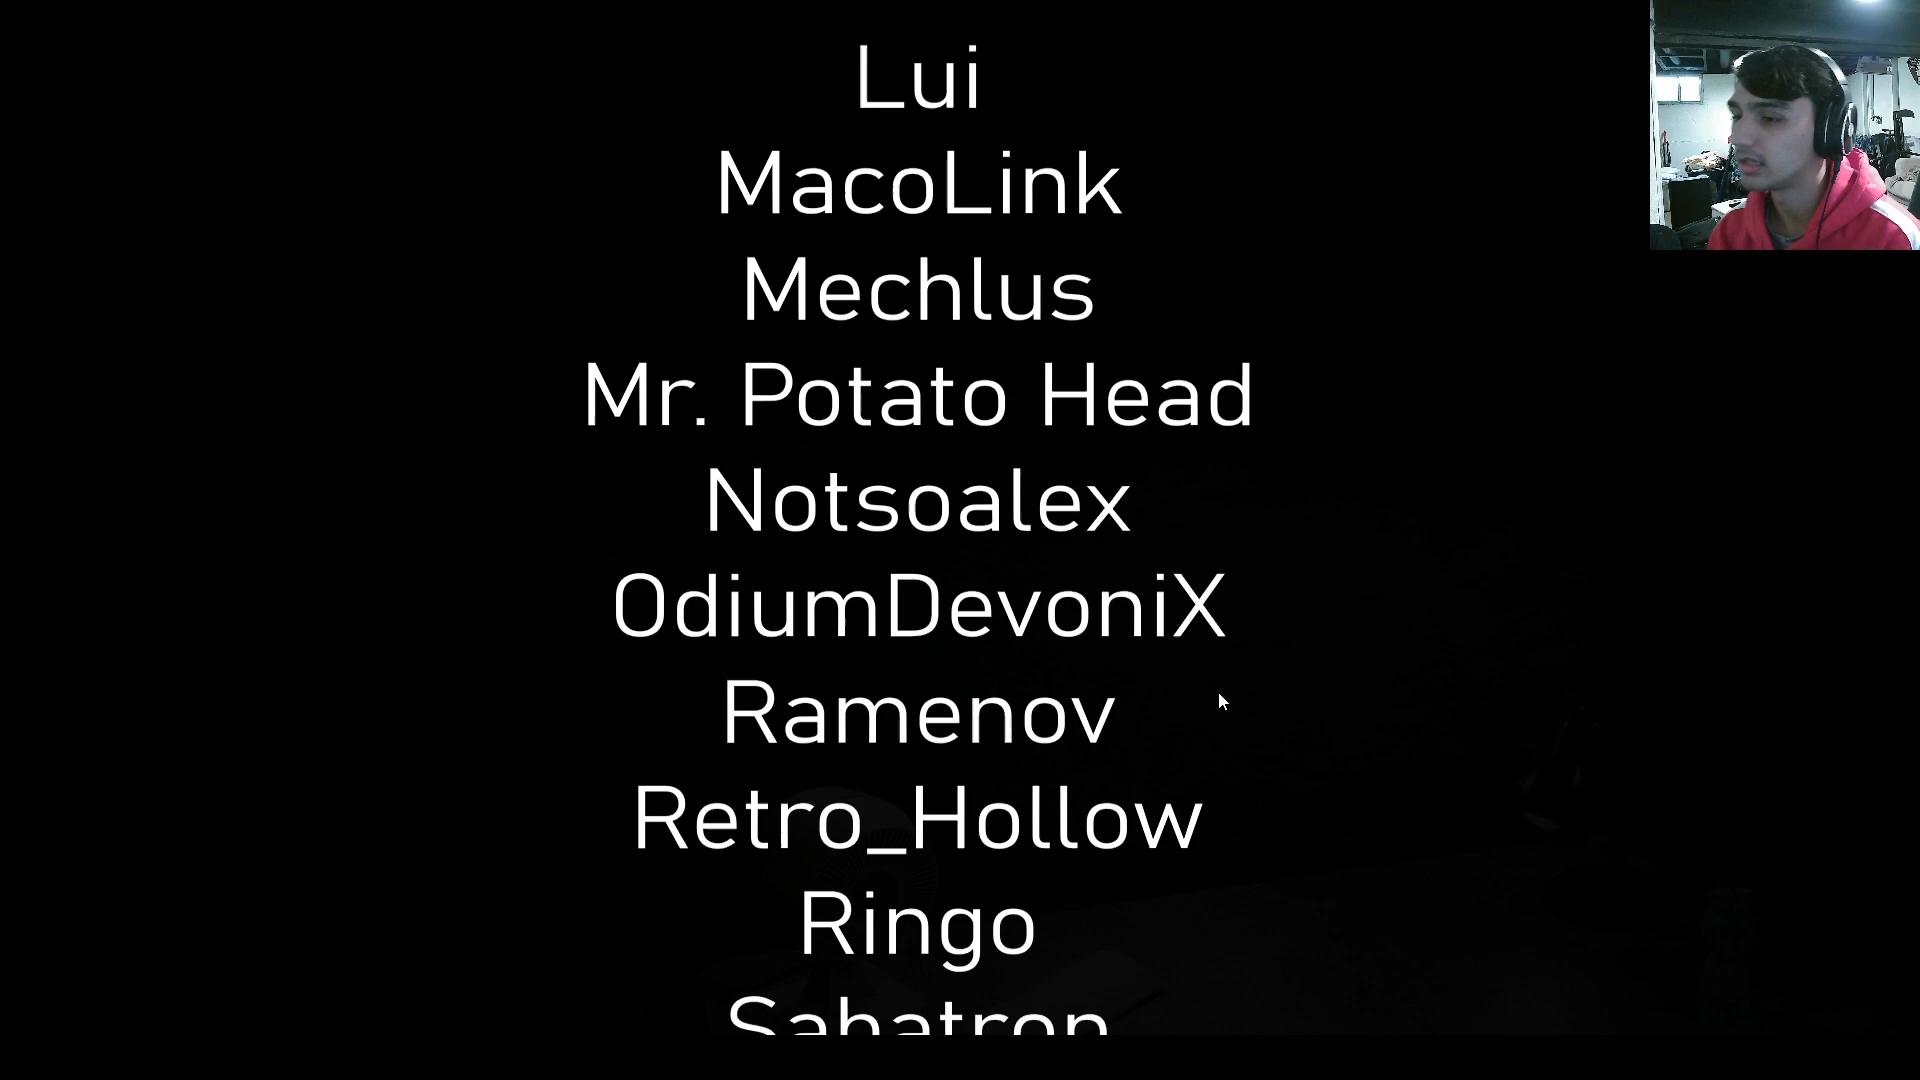 Lui
MacoLink
Mechlus
Mr. Potato Head
Notsoalex
OdiumDevoniX
Ramenov
Retro_Hollow
Ringo